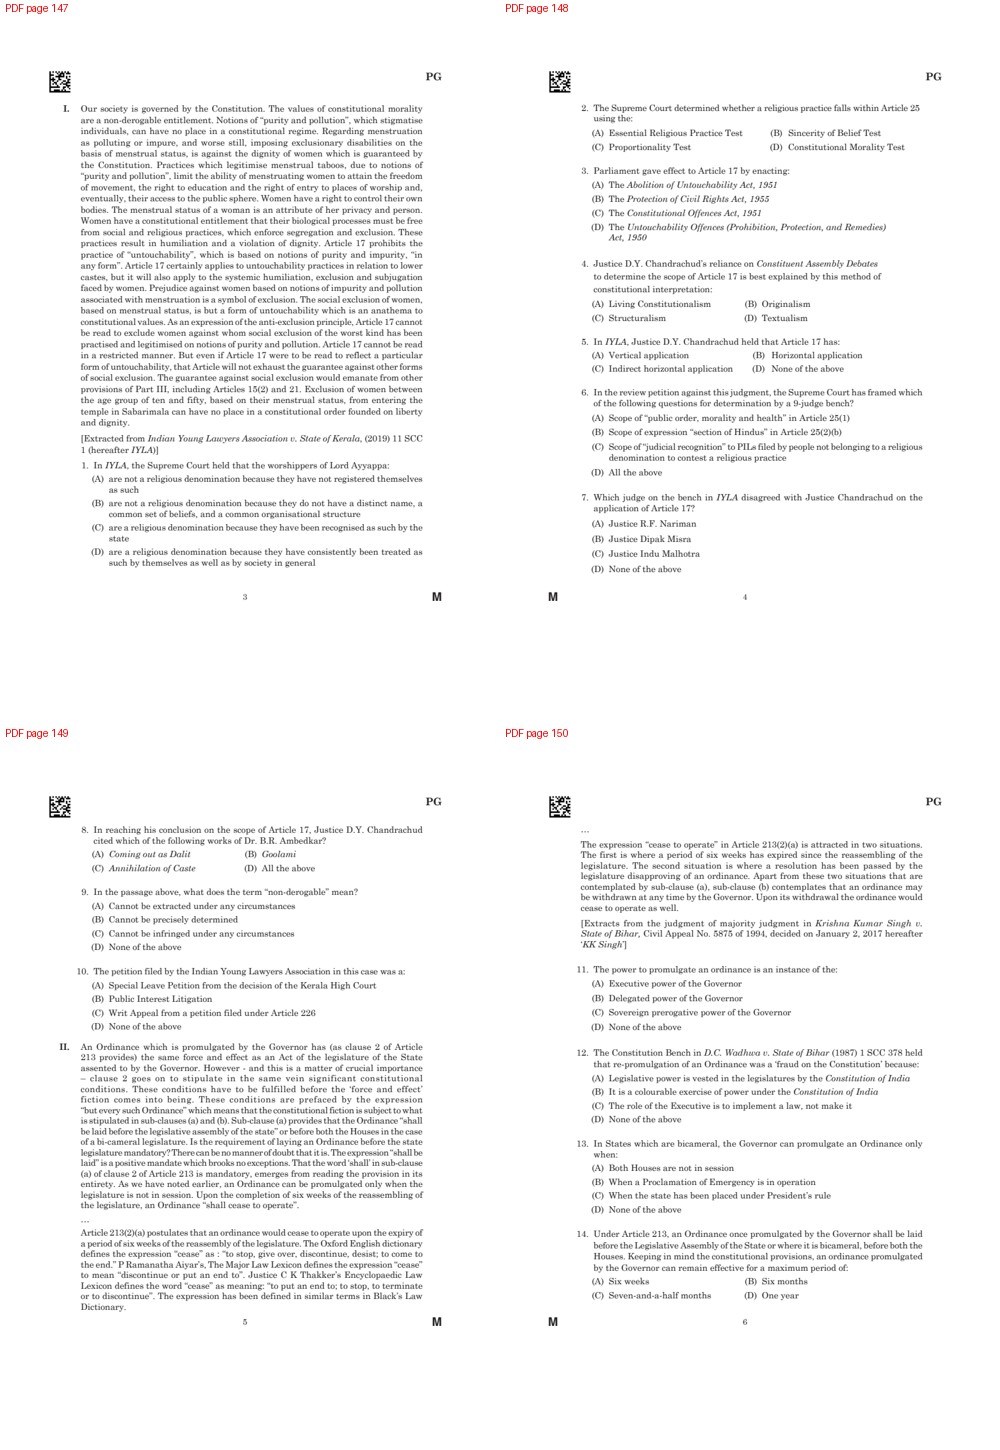 PDF page 147
PG
I. Our society is governed by the Constitution. The values of constitutional morality
are a non-derogable entitlement. Notions of “purity and pollution”, which stigmatise
individuals, can have no place in a constitutional regime. Regarding menstruation
as polluting or impure, and worse still, imposing exclusionary disabilities on the
basis of menstrual status, is against the dignity of women which is guaranteed by
the Constitution. Practices which legitimise menstrual taboos, due to notions of
“purity and pollution”, limit the ability of menstruating women to attain the freedom
of movement, the right to education and the right of entry to places of worship and,
eventually, their access to the public sphere. Women have a right to control their own
bodies. The menstrual status of a woman is an attribute of her privacy and person.
Women have a constitutional entitlement that their biological processes must be free
from social and religious practices, which enforce segregation and exclusion. These
practices result in humiliation and a violation of dignity. Article 17 prohibits the
practice of “untouchability”, which is based on notions of purity and impurity, “in
any form”. Article 17 certainly applies to untouchability practices in relation to lower
castes, but it will also apply to the systemic humiliation, exclusion and subjugation
faced by women. Prejudice against women based on notions of impurity and pollution
associated with menstruation is a symbol of exclusion. The social exclusion of women,
based on menstrual status, is but a form of untouchability which is an anathema to
constitutional values. As an expression of the anti-exclusion principle, Article 17 cannot
be read to exclude women against whom social exclusion of the worst kind has been
practised and legitimised on notions of purity and pollution. Article 17 cannot be read
in a restricted manner. But even if Article 17 were to be read to reflect a particular
form of untouchability, that Article will not exhaust the guarantee against other forms
of social exclusion. The guarantee against social exclusion would emanate from other
provisions of Part III, including Articles 15(2) and 21. Exclusion of women between
the age group of ten and fifty, based on their menstrual status, from entering the
temple in Sabarimala can have no place in a constitutional order founded on liberty
and dignity.
[Extracted from Indian Young Lawyers Association v. State of Kerala, (2019) 11 SCC
1 (hereafter IYLA)]
1. In IYLA, the Supreme Court held that the worshippers of Lord Ayyappa:
(A) are not a religious denomination because they have not registered themselves
as such
(B) are not a religious denomination because they do not have a distinct name, a
common set of beliefs, and a common organisational structure
(C) are a religious denomination because they have been recognised as such by the
state
(D) are a religious denomination because they have consistently been treated as
such by themselves as well as by society in general
3
M
PDF page 148
PG
2. The Supreme Court determined whether a religious practice falls within Article 25
using the:
(A) Essential Religious Practice Test (B) Sincerity of Belief Test
(C) Proportionality Test (D) Constitutional Morality Test
3. Parliament gave effect to Article 17 by enacting:
(A) The Abolition of Untouchability Act, 1951
(B) The Protection of Civil Rights Act, 1955
(C) The Constitutional Offences Act, 1951
(D) The Untouchability Offences (Prohibition, Protection, and Remedies)
Act, 1950
4. Justice D.Y. Chandrachud’s reliance on Constituent Assembly Debates
to determine the scope of Article 17 is best explained by this method of
constitutional interpretation:
(A) Living Constitutionalism (B) Originalism
(C) Structuralism (D) Textualism
5. In IYLA, Justice D.Y. Chandrachud held that Article 17 has:
(A) Vertical application (B) Horizontal application
(C) Indirect horizontal application (D) None of the above
6. In the review petition against this judgment, the Supreme Court has framed which
of the following questions for determination by a 9-judge bench?
(A) Scope of “public order, morality and health” in Article 25(1)
(B) Scope of expression “section of Hindus” in Article 25(2)(b)
(C) Scope of “judicial recognition” to PILs filed by people not belonging to a religious
denomination to contest a religious practice
(D) All the above
7. Which judge on the bench in IYLA disagreed with Justice Chandrachud on the
application of Article 17?
(A) Justice R.F. Nariman
(B) Justice Dipak Misra
(C) Justice Indu Malhotra
(D) None of the above
M
4
PDF page 149
PG
8. In reaching his conclusion on the scope of Article 17, Justice D.Y. Chandrachud
cited which of the following works of Dr. B.R. Ambedkar?
(A) Coming out as Dalit (B) Goolami
(C) Annihilation of Caste (D) All the above
9. In the passage above, what does the term “non-derogable” mean?
(A) Cannot be extracted under any circumstances
(B) Cannot be precisely determined
(C) Cannot be infringed under any circumstances
(D) None of the above
10. The petition filed by the Indian Young Lawyers Association in this case was a:
(A) Special Leave Petition from the decision of the Kerala High Court
(B) Public Interest Litigation
(C) Writ Appeal from a petition filed under Article 226
(D) None of the above
II. An Ordinance which is promulgated by the Governor has (as clause 2 of Article
213 provides) the same force and effect as an Act of the legislature of the State
assented to by the Governor. However - and this is a matter of crucial importance
– clause 2 goes on to stipulate in the same vein significant constitutional
conditions. These conditions have to be fulfilled before the ‘force and effect’
fiction comes into being. These conditions are prefaced by the expression
“but every such Ordinance” which means that the constitutional fiction is subject to what
is stipulated in sub-clauses (a) and (b). Sub-clause (a) provides that the Ordinance “shall
be laid before the legislative assembly of the state” or before both the Houses in the case
of a bi-cameral legislature. Is the requirement of laying an Ordinance before the state
legislature mandatory? There can be no manner of doubt that it is. The expression “shall be
laid” is a positive mandate which brooks no exceptions. That the word ‘shall’ in sub-clause
(a) of clause 2 of Article 213 is mandatory, emerges from reading the provision in its
entirety. As we have noted earlier, an Ordinance can be promulgated only when the
legislature is not in session. Upon the completion of six weeks of the reassembling of
the legislature, an Ordinance “shall cease to operate”.
...
Article 213(2)(a) postulates that an ordinance would cease to operate upon the expiry of
a period of six weeks of the reassembly of the legislature. The Oxford English dictionary
defines the expression “cease” as : “to stop, give over, discontinue, desist; to come to
the end.” P Ramanatha Aiyar’s, The Major Law Lexicon defines the expression “cease”
to mean “discontinue or put an end to”. Justice C K Thakker’s Encyclopaedic Law
Lexicon defines the word “cease” as meaning: “to put an end to; to stop, to terminate
or to discontinue”. The expression has been defined in similar terms in Black’s Law
Dictionary.
5
M
PDF page 150
PG
...
The expression “cease to operate” in Article 213(2)(a) is attracted in two situations.
The first is where a period of six weeks has expired since the reassembling of the
legislature. The second situation is where a resolution has been passed by the
legislature disapproving of an ordinance. Apart from these two situations that are
contemplated by sub-clause (a), sub-clause (b) contemplates that an ordinance may
be withdrawn at any time by the Governor. Upon its withdrawal the ordinance would
cease to operate as well.
[Extracts from the judgment of majority judgment in Krishna Kumar Singh v.
State of Bihar, Civil Appeal No. 5875 of 1994, decided on January 2, 2017 hereafter
‘KK Singh’]
11. The power to promulgate an ordinance is an instance of the:
(A) Executive power of the Governor
(B) Delegated power of the Governor
(C) Sovereign prerogative power of the Governor
(D) None of the above
12. The Constitution Bench in D.C. Wadhwa v. State of Bihar (1987) 1 SCC 378 held
that re-promulgation of an Ordinance was a ‘fraud on the Constitution’ because:
(A) Legislative power is vested in the legislatures by the Constitution of India
(B) It is a colourable exercise of power under the Constitution of India
(C) The role of the Executive is to implement a law, not make it
(D) None of the above
13. In States which are bicameral, the Governor can promulgate an Ordinance only
when:
(A) Both Houses are not in session
(B) When a Proclamation of Emergency is in operation
(C) When the state has been placed under President’s rule
(D) None of the above
14. Under Article 213, an Ordinance once promulgated by the Governor shall be laid
before the Legislative Assembly of the State or where it is bicameral, before both the
Houses. Keeping in mind the constitutional provisions, an ordinance promulgated
by the Governor can remain effective for a maximum period of:
(A) Six weeks (B) Six months
(C) Seven-and-a-half months (D) One year
M
6